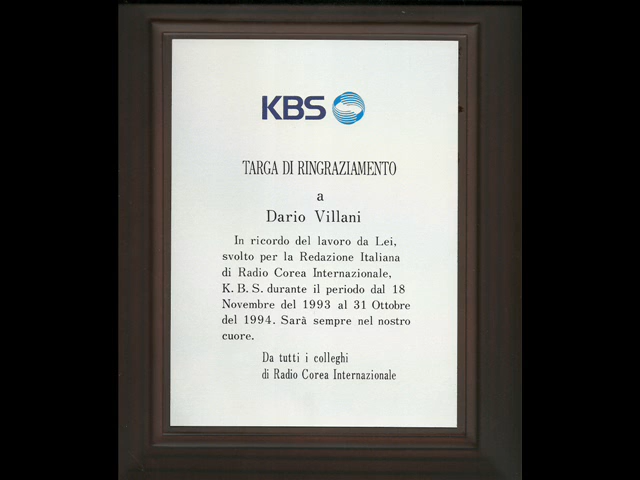 KBS
TARGA DI RINGRAZIAMENTO
a
Dario Villani
In ricordo del lavoro da Lei,
svolto per la Redazione Italiana
di Radio Corea Internazionale,
K. B. S. durante il periodo dal 18
Novembre del 1993 al 31 Ottobre
del 1994. Sarà sempre nel nostro
cuore.
Da tutti i colleghi
di Radio Corea Internazionale